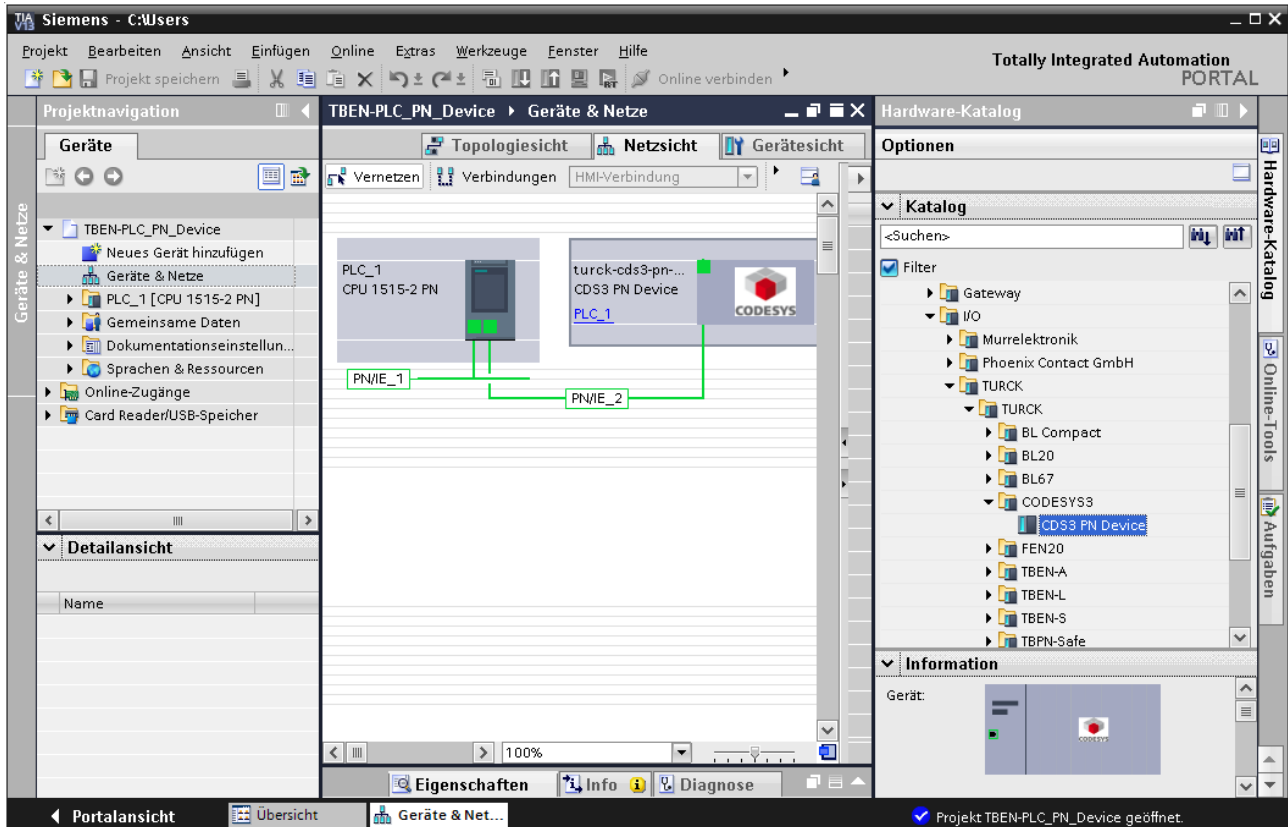 TIA V13 Siemens - C:\Users
Projekt Bearbeiten Ansicht Einfügen Online Extras Werkzeuge Fenster Hilfe
Totally Integrated Automation
PORTAL
Projekt speichern
Online verbinden
Projektnavigation
TBEN-PLC_PN_Device Geräte & Netze
Hardware-Katalog
Geräte
Topologiesicht Netzsicht Gerätesicht
Optionen
Vernetzen Verbindungen HMI-Verbindung
Geräte & Netze
TBEN-PLC_PN_Device
Neues Gerät hinzufügen
Geräte & Netze
PLC_1 [CPU 1515-2 PN]
Gemeinsame Daten
Dokumentationseinstellun...
Sprachen & Ressourcen
Online-Zugänge
Card Reader/USB-Speicher
Detailansicht
Name
PLC_1
CPU 1515-2 PN
turck-cds3-pn-...
CDS3 PN Device
PLC_1
CODESYS
PN/IE_1
PN/IE_2
100%
Eigenschaften Info Diagnose
Katalog
<Suchen>
Filter
Gateway
I/O
Murrelektronik
Phoenix Contact GmbH
TURCK
TURCK
BL Compact
BL20
BL67
CODESYS3
CDS3 PN Device
FEN20
TBEN-A
TBEN-L
TBEN-S
TBPN-Safe
Information
Gerät:
CODESYS
Hardware-Katalog
Online-Tools
Aufgaben
Portalansicht
Übersicht
Geräte & Net...
Projekt TBEN-PLC_PN_Device geöffnet.